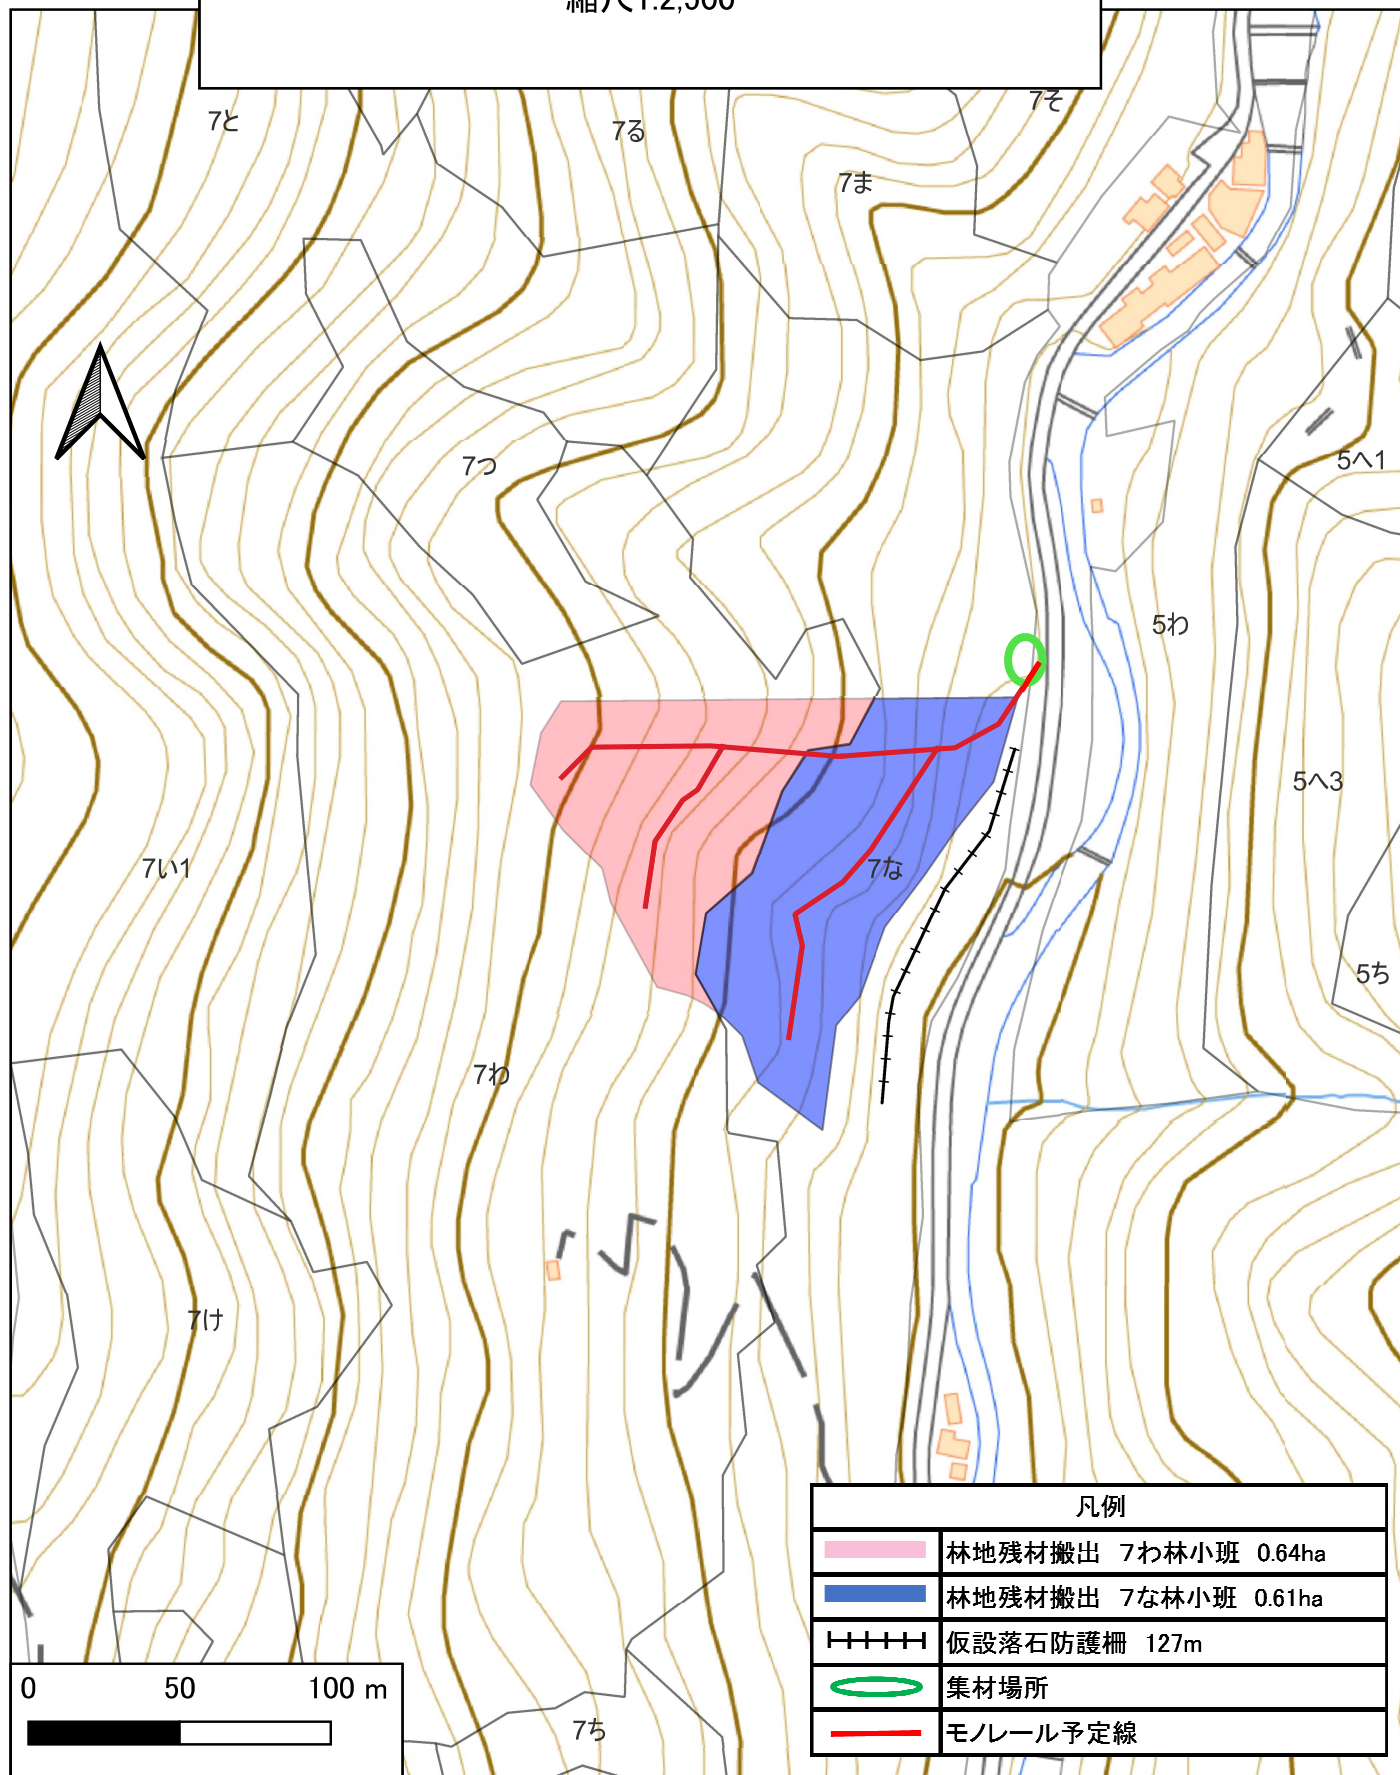 7と
7る
7そ
7ま
7つ
5へ1
5わ
5へ3
7い1
7な
5ち
7わ
7け
7ち
凡例
林地残材搬出　7わ林小班　0.64ha
林地残材搬出　7な林小班　0.61ha
仮設落石防護柵　127m
集材場所
モノレール予定線
0 50 100 m